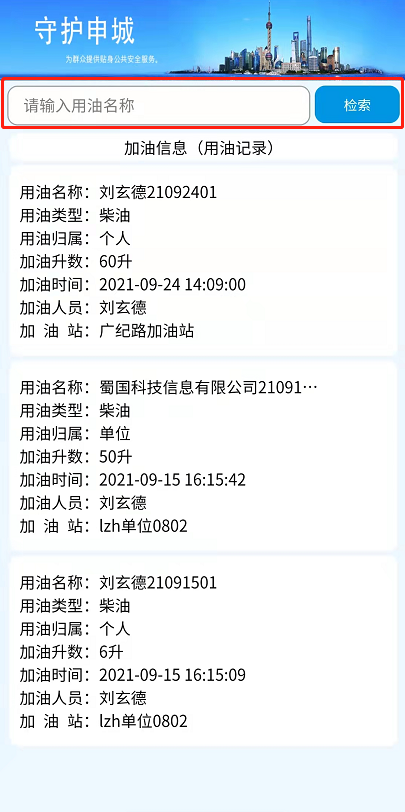 守护申城
为群众提供贴身公共安全服务。
请输入用油名称
检索
加油信息（用油记录）
用油名称：刘玄德21092401
用油类型：柴油
用油归属：个人
加油升数：60升
加油时间：2021-09-24 14:09:00
加油人员：刘玄德
加 油 站：广纪路加油站
用油名称：蜀国科技信息有限公司21091…
用油类型：柴油
用油归属：单位
加油升数：50升
加油时间：2021-09-15 16:15:42
加油人员：刘玄德
加 油 站：lzh单位0802
用油名称：刘玄德21091501
用油类型：柴油
用油归属：个人
加油升数：6升
加油时间：2021-09-15 16:15:09
加油人员：刘玄德
加 油 站：lzh单位0802